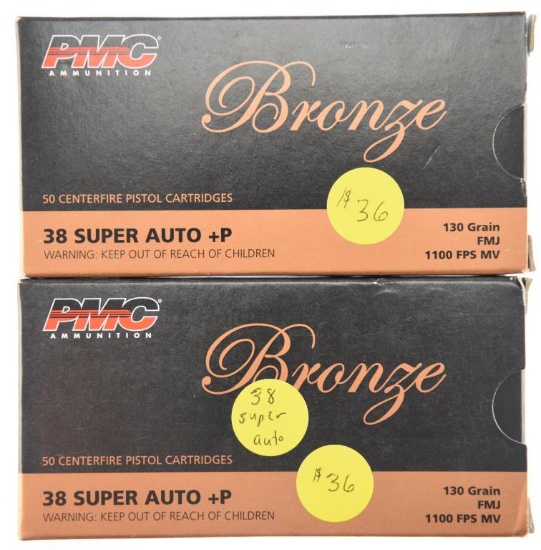 PMC
AMMUNITION
Bronze
50 CENTERFIRE PISTOL CARTRIDGES
$36
38 SUPER AUTO +P
WARNING: KEEP OUT OF REACH OF CHILDREN
130 Grain
FMJ
1100 FPS MV
PMC
AMMUNITION
Bronze
38
super
auto
50 CENTERFIRE PISTOL CARTRIDGES
$36
38 SUPER AUTO +P
WARNING: KEEP OUT OF REACH OF CHILDREN
130 Grain
FMJ
1100 FPS MV